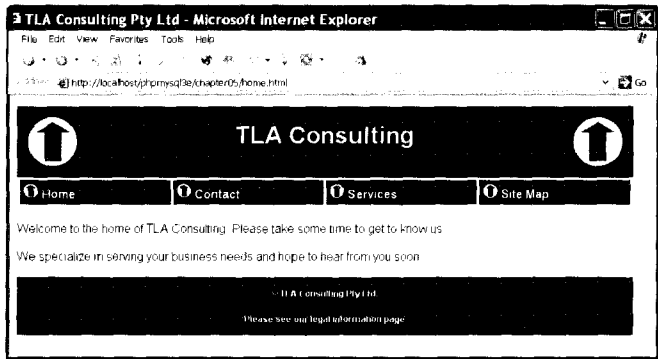 TLA Consulting Pty Ltd - Microsoft Internet Explorer
File Edit View Favorites Tools Help
http://localhost/phpmysql3e/chapter05/home.html Go
TLA Consulting
Home Contact Services Site Map
Welcome to the home of TLA Consulting. Please take some time to get to know us
We specialize in serving your business needs and hope to hear from you soon
TLA Consulting Pty Ltd.
Please see our legal information page